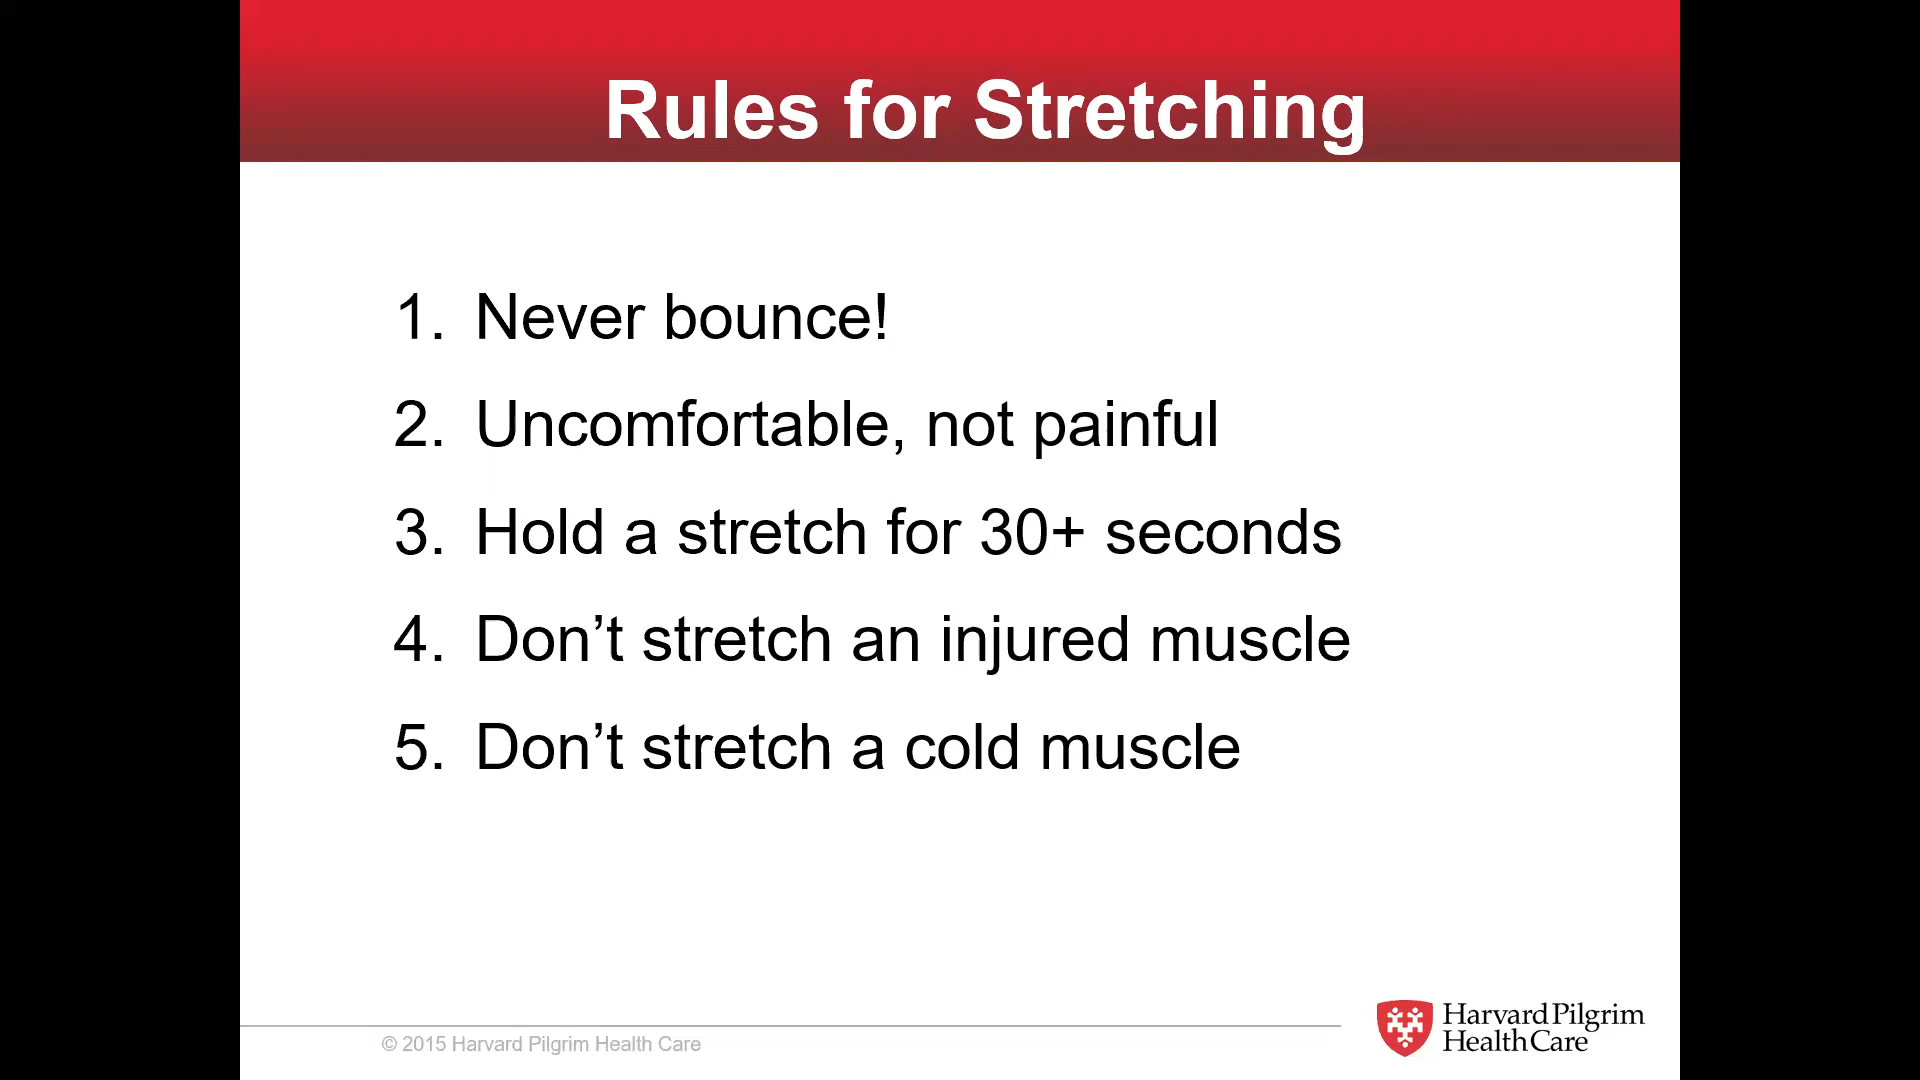 Rules for Stretching
1. Never bounce!
2. Uncomfortable, not painful
3. Hold a stretch for 30+ seconds
4. Don’t stretch an injured muscle
5. Don’t stretch a cold muscle
© 2015 Harvard Pilgrim Health Care
Harvard Pilgrim
Health Care